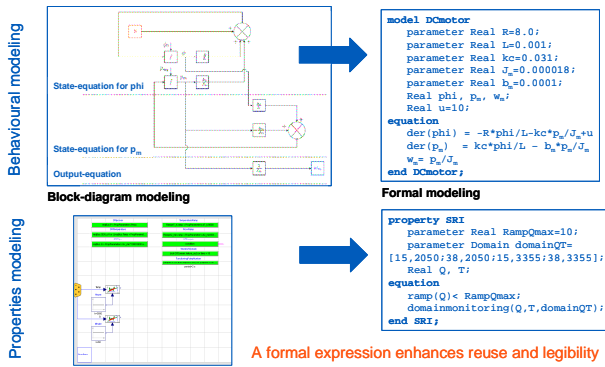 Behavioural modeling
State-equation for phi
State-equation for pm
Output-equation
Block-diagram modeling
model DCmotor
parameter Real R=8.0;
parameter Real L=0.001;
parameter Real kc=0.031;
parameter Real Jm=0.000018;
parameter Real bm=0.0001;
Real phi, pm, wm;
Real u=10;
equation
der(phi) = -R*phi/L-kc*pm/Jm+u
der(pm) = kc*phi/L - bm*pm/Jm
wm= pm/Jm
end DCmotor;
Formal modeling
Properties modeling
property SRI
parameter Real RampQmax=10;
parameter Domain domainQT=
[15,2050;38,2050;15,3355;38,3355];
Real Q, T;
equation
ramp(Q)< RampQmax;
domainmonitoring(Q,T,domainQT);
end SRI;
A formal expression enhances reuse and legibility